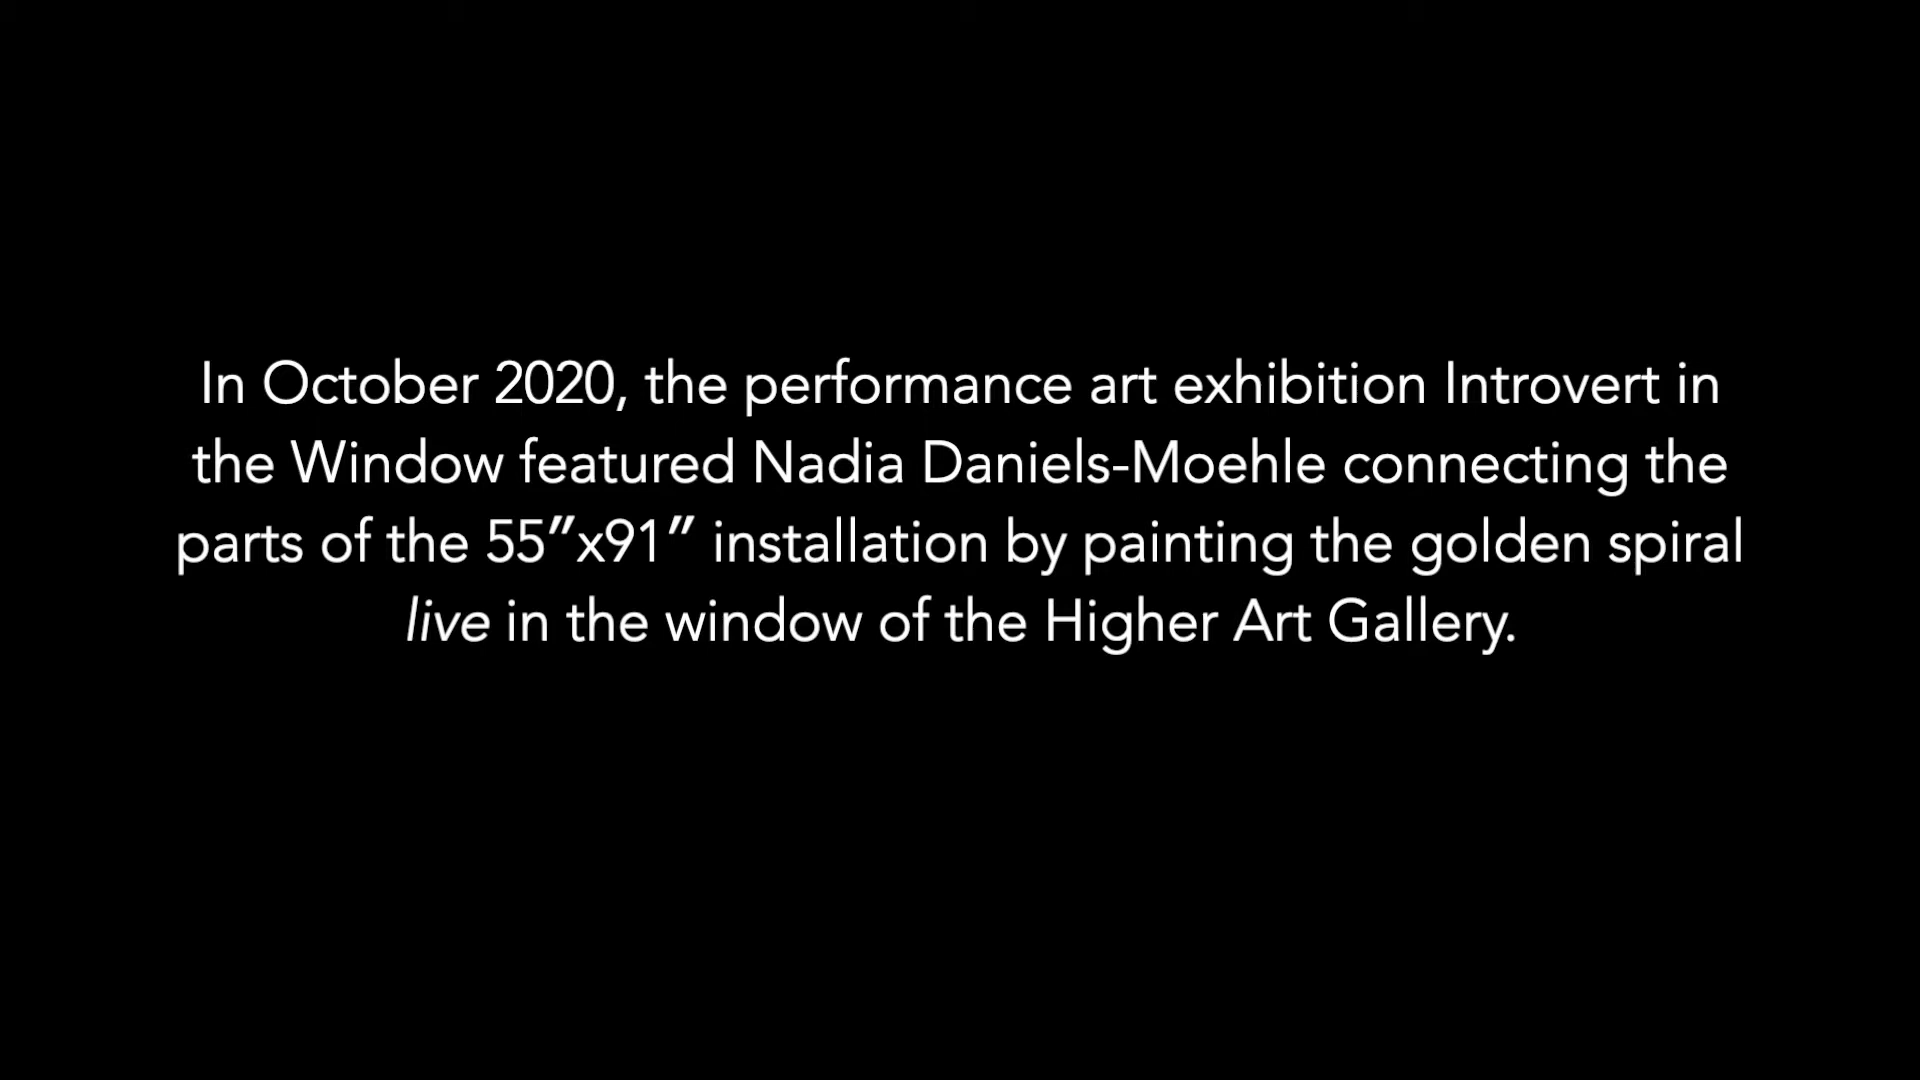 In October 2020, the performance art exhibition Introvert in
the Window featured Nadia Daniels-Moehle connecting the
parts of the 55”x91” installation by painting the golden spiral
live in the window of the Higher Art Gallery.